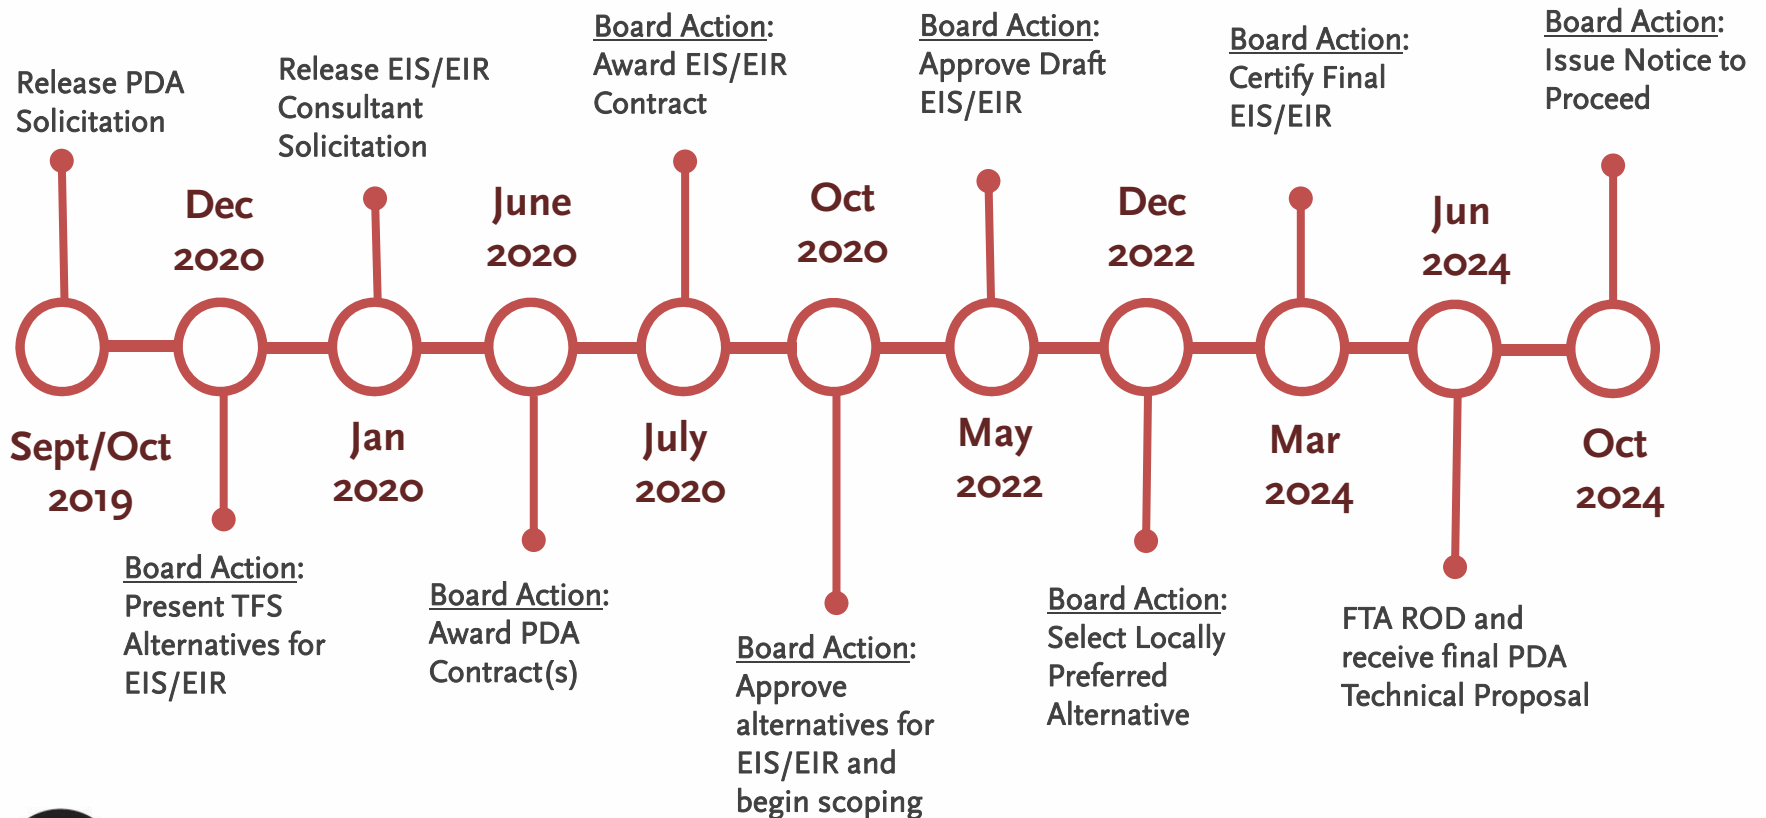 Release PDA
Solicitation
Sept/Oct
2019
Dec
2020
Board Action:
Present TFS
Alternatives for
EIS/EIR
Release EIS/EIR
Consultant
Solicitation
Jan
2020
June
2020
Board Action:
Award PDA
Contract(s)
Board Action:
Award EIS/EIR
Contract
July
2020
Oct
2020
Board Action:
Approve
alternatives for
EIS/EIR and
begin scoping
Board Action:
Approve Draft
EIS/EIR
May
2022
Dec
2022
Board Action:
Select Locally
Preferred
Alternative
Board Action:
Certify Final
EIS/EIR
Mar
2024
Jun
2024
FTA ROD and
receive final PDA
Technical Proposal
Board Action:
Issue Notice to
Proceed
Oct
2024